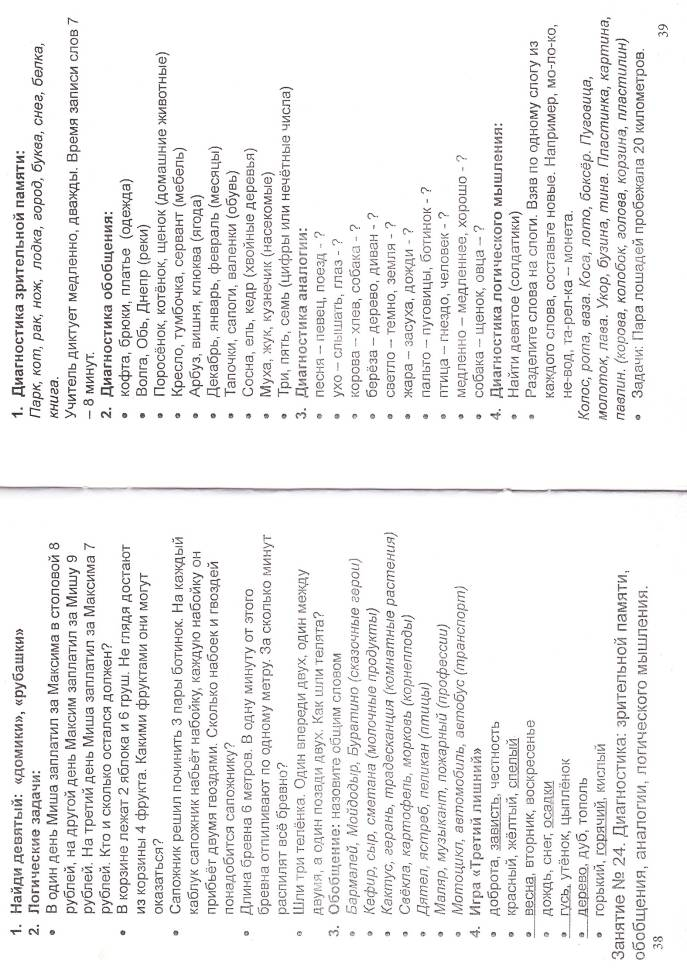 1. Найди девятый: «домики», «рубашки»
2. Логические задачи:
• В один день Миша заплатил за Максима в столовой 8
рублей, на другой день Максим заплатил за Мишу 9
рублей. На третий день Миша заплатил за Максима 7
рублей. Кто и сколько остался должен?
• В корзине лежат 2 яблока и 6 груш. Не глядя достают
из корзины 4 фрукта. Какими фруктами они могут
оказаться?
• Сапожник решил починить 3 пары ботинок. На каждый
каблук сапожник набьёт набойку, каждую набойку он
прибьёт двумя гвоздями. Сколько набоек и гвоздей
понадобится сапожнику?
• Длина бревна 6 метров. В одну минуту от этого
бревна отпиливают по одному метру. За сколько минут
распилят всё бревно?
• Шли три телёнка. Один впереди двух, один между
двумя, а один позади двух. Как шли телята?
3. Обобщение: назовите общим словом
• Бармалей, Мойдодыр, Буратино (сказочные герои)
• Кефир, сыр, сметана (молочные продукты)
• Кактус, герань, традесканция (комнатные растения)
• Свёкла, картофель, морковь (корнеплоды)
• Дятел, ястреб, пеликан (птицы)
• Маляр, музыкант, пожарный (профессии)
• Мотоцикл, автомобиль, автобус (транспорт)
4. Игра «Третий лишний»
• доброта, зависть, честность
• красный, жёлтый, спелый
• весна, вторник, воскресенье
• дождь, снег, осадки
• гусь, утёнок, цыплёнок
• дерево, дуб, тополь
• горький, горячий, кислый
Занятие № 24. Диагностика: зрительной памяти,
обобщения, аналогии, логического мышления.
38
1. Диагностика зрительной памяти:
Парк, кот, рак, нож, лодка, город, буква, снег, белка,
книга.
Учитель диктует медленно, дважды. Время записи слов 7
– 8 минут.
2. Диагностика обобщения:
• кофта, брюки, платье (одежда)
• Волга, Обь, Днепр (реки)
• Поросёнок, котёнок, щенок (домашние животные)
• Кресло, тумбочка, сервант (мебель)
• Арбуз, вишня, клюква (ягода)
• Декабрь, январь, февраль (месяцы)
• Тапочки, сапоги, валенки (обувь)
• Сосна, ель, кедр (хвойные деревья)
• Муха, жук, кузнечик (насекомые)
• Три, пять, семь (цифры или нечётные числа)
3. Диагностика аналогии:
• песня – певец, поезд - ?
• ухо – слышать, глаз - ?
• корова – хлев, собака - ?
• берёза – дерево, диван - ?
• светло – темно, земля - ?
• жара – засуха, дожди - ?
• пальто – пуговицы, ботинок - ?
• птица – гнездо, человек - ?
• медленно – медленнее, хорошо - ?
• собака – щенок, овца – ?
4. Диагностика логического мышления:
• Найти девятое (солдатики)
• Разделите слова на слоги. Взяв по одному слогу из
каждого слова, составьте новые. Например, мо-ло-ко,
не-вод, та-рел-ка – монета.
Колос, рота, ваза. Коса, лото, боксёр. Пуговица,
молоток, лава. Укор, бузина, тина. Пластинка, картина,
павлин. (корова, колобок, голова, корзина, пластилин)
• Задачи: Пара лошадей пробежала 20 километров.
39